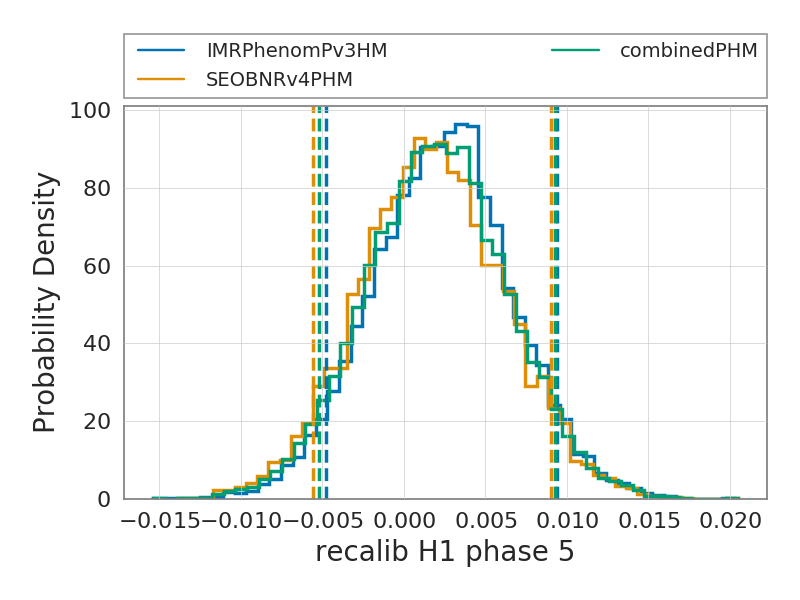 IMRPhenomPv3HM
SEOBNRv4PHM
combinedPHM
Probability Density
100
80
60
40
20
0
−0.015 −0.010 −0.005 0.000 0.005 0.010 0.015 0.020
recalib H1 phase 5